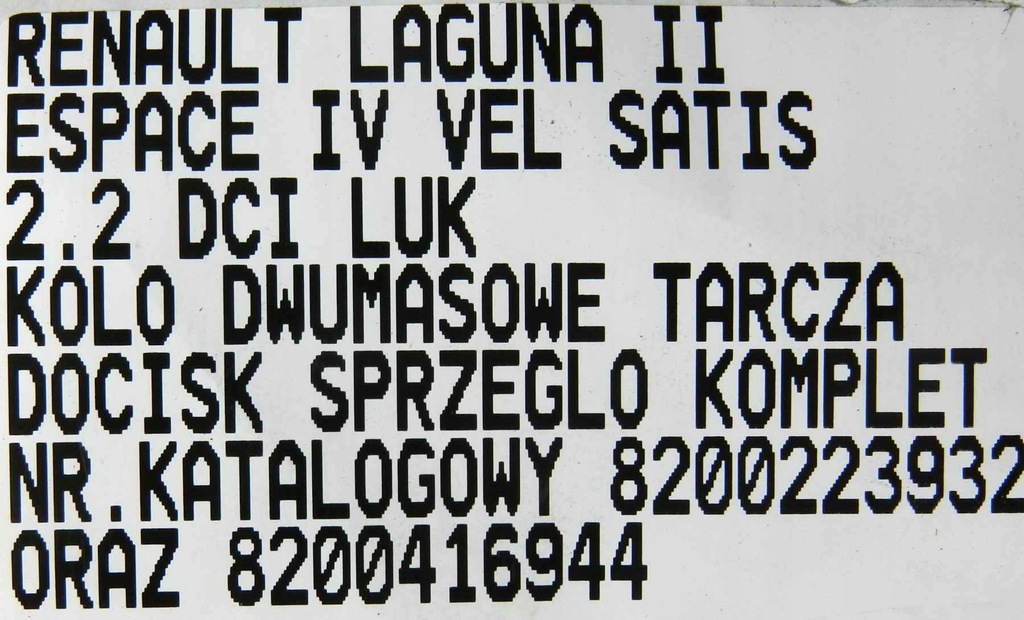 RENAULT LAGUNA II
ESPACE IV VEL SATIS
2.2 DCI LUK
KOLO DWUMASOWE TARCZA
DOCISK SPRZEGLO KOMPLET
NR.KATALOGOWY 8200223932
ORAZ 8200416944